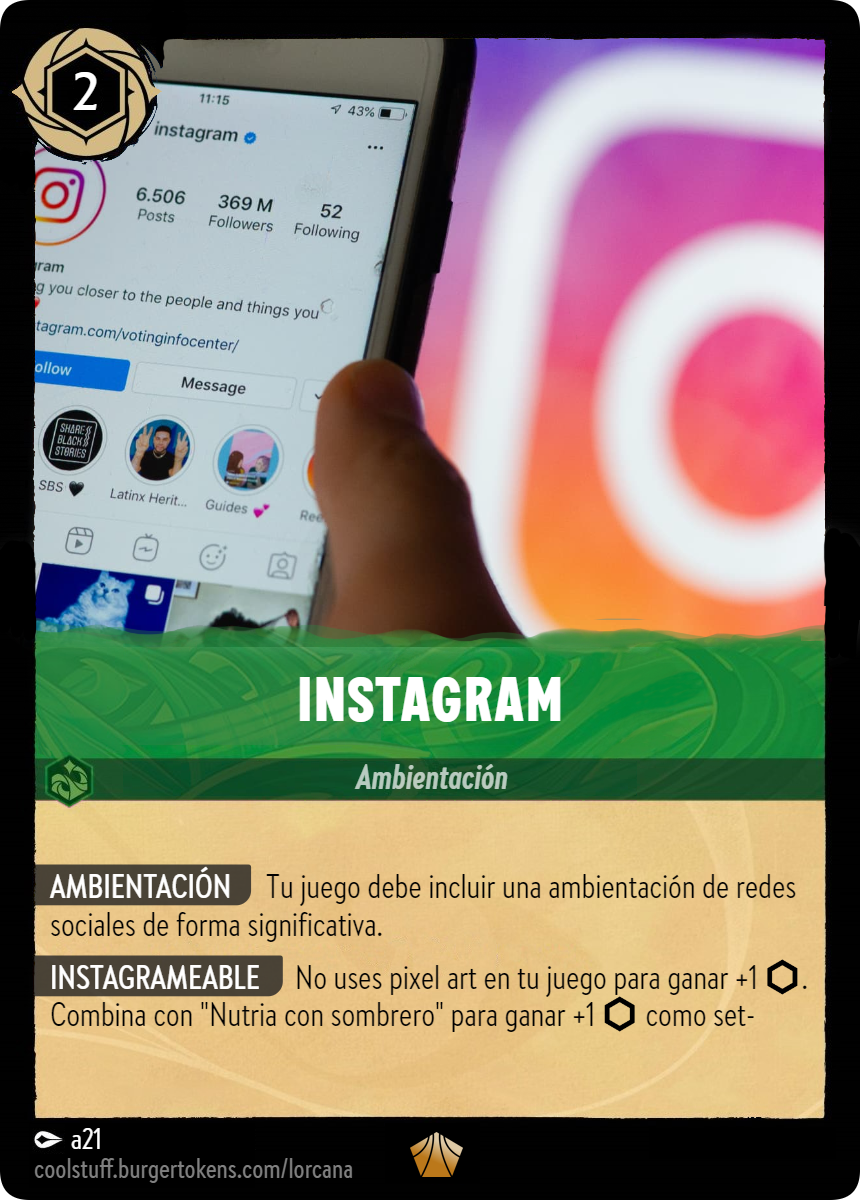 2
11:15
43%
instagram
...
6.506
369 M
52
Posts
Followers
Following
gram
g you closer to the people and things you
tagram.com/votinginfocenter/
ollow
Message
SHARE
BLACK
STORIES
SBS
Latinx Herit...
Guides
Ree
INSTAGRAM
Ambientación
AMBIENTACIÓN Tu juego debe incluir una ambientación de redes
sociales de forma significativa.
INSTAGRAMEABLE No uses pixel art en tu juego para ganar +1 ⬡.
Combina con "Nutria con sombrero" para ganar +1 ⬡ como set-
a21
coolstuff.burgertokens.com/lorcana